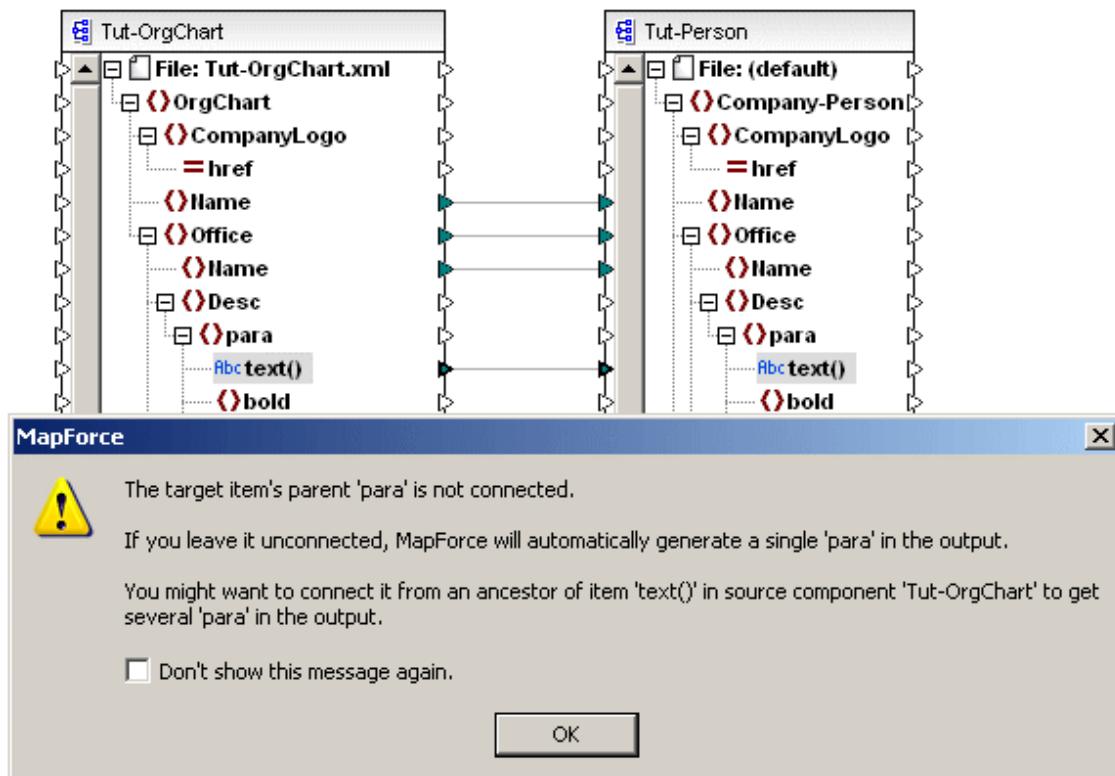 Tut-OrgChart
File: Tut-OrgChart.xml
OrgChart
CompanyLogo
href
Name
Office
Name
Desc
para
Abc text()
bold
Tut-Person
File: (default)
Company-Person
CompanyLogo
href
Name
Office
Name
Desc
para
Abc text()
bold
MapForce
The target item's parent 'para' is not connected.
If you leave it unconnected, MapForce will automatically generate a single 'para' in the output.
You might want to connect it from an ancestor of item 'text()' in source component 'Tut-OrgChart' to get
several 'para' in the output.
Don't show this message again.
OK